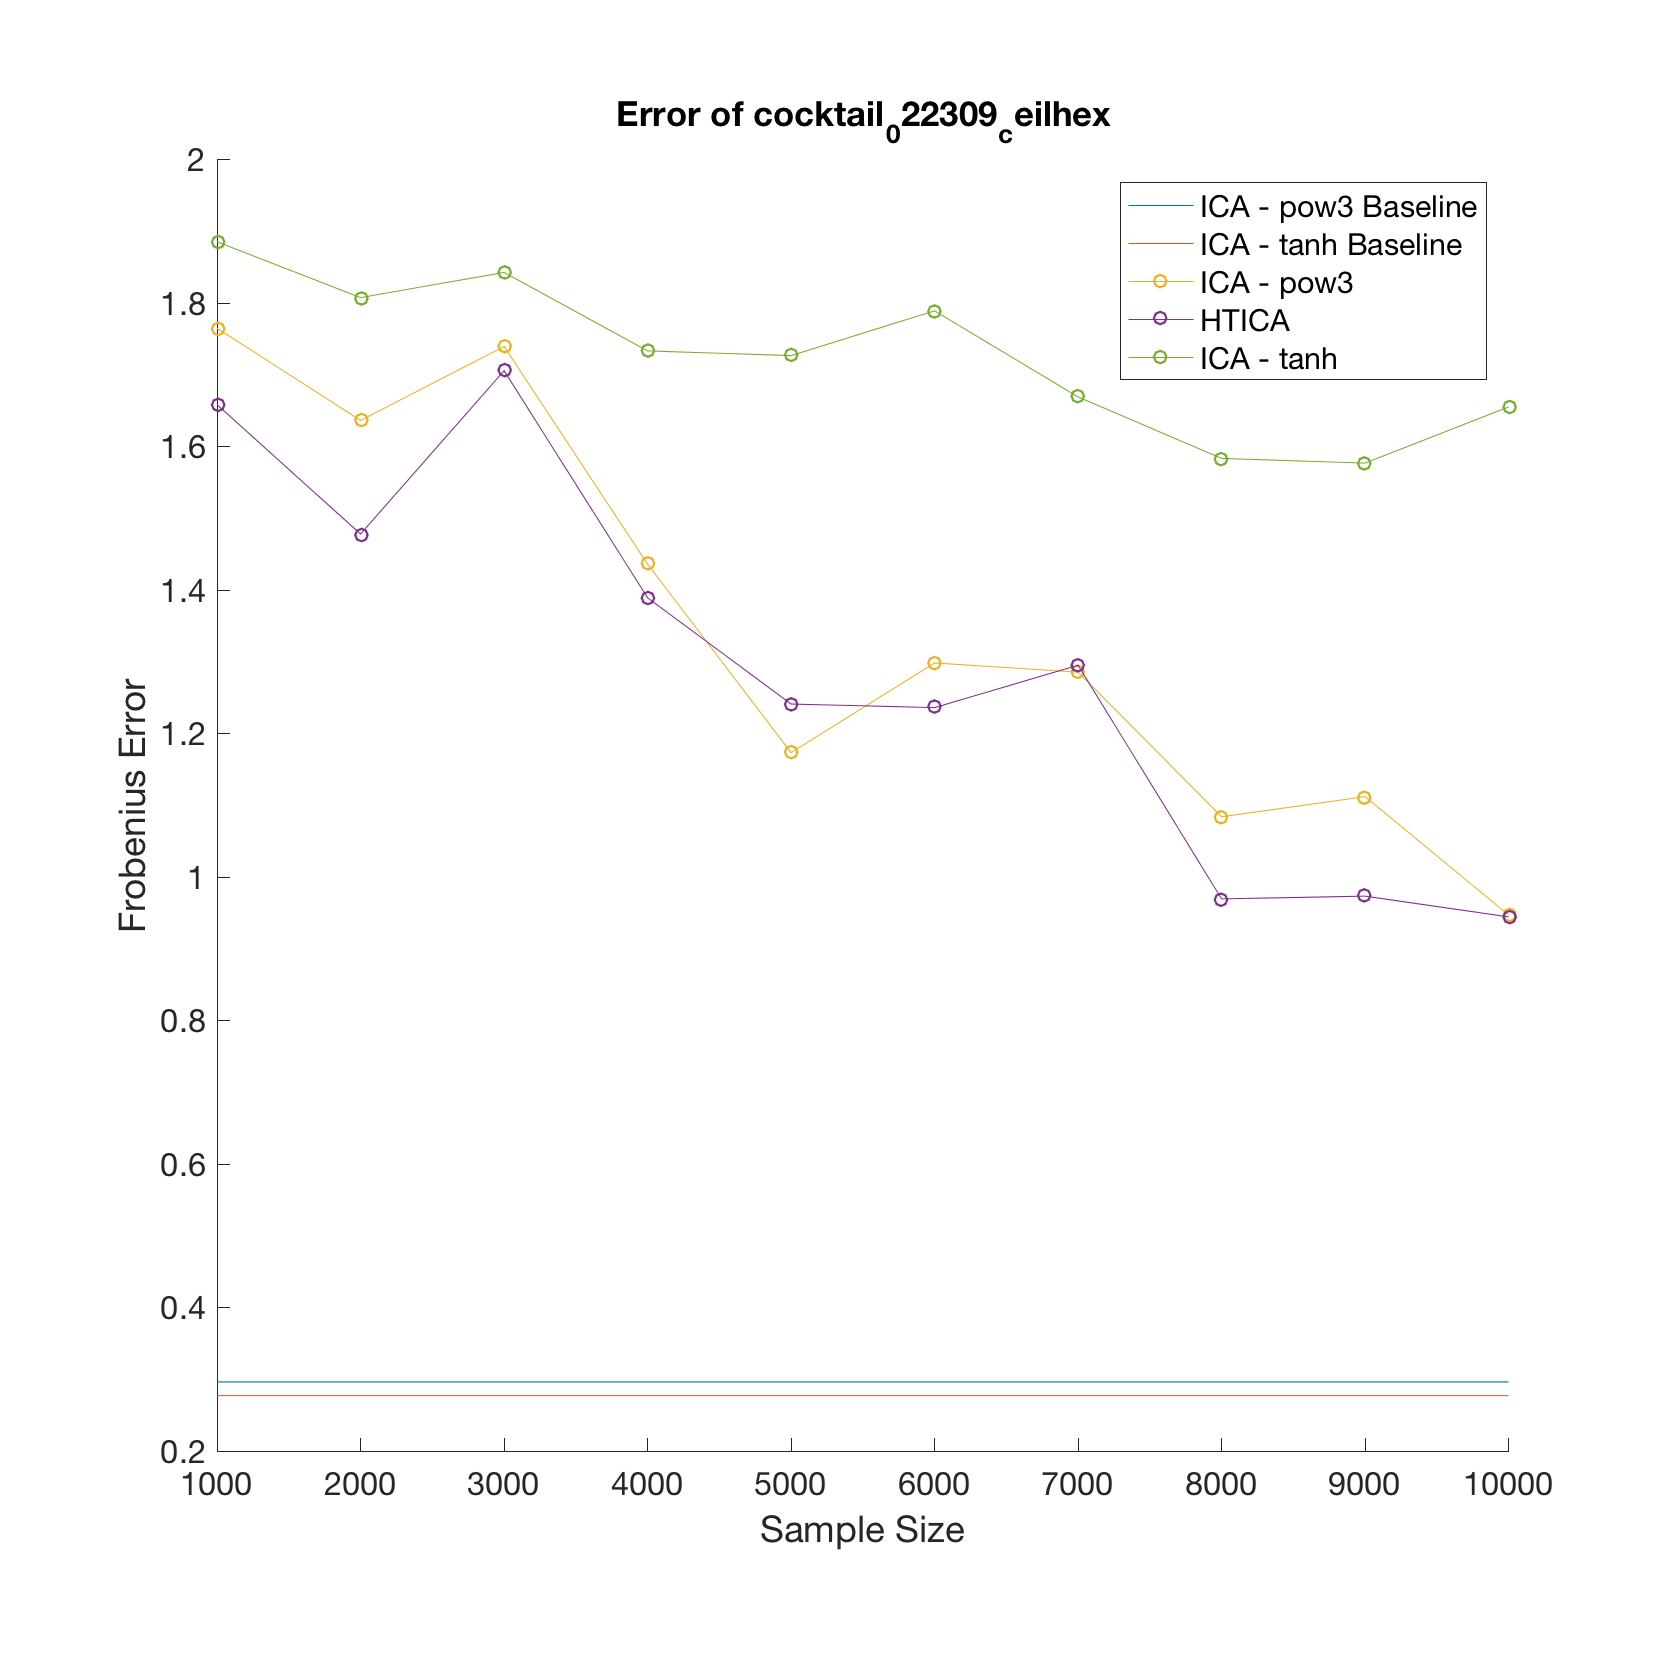 Error of cocktail₀22309꜀eilhex
2
1.8
1.6
1.4
1.2
1
0.8
0.6
0.4
0.2
Frobenius Error
ICA - pow3 Baseline
ICA - tanh Baseline
ICA - pow3
HTICA
ICA - tanh
1000 2000 3000 4000 5000 6000 7000 8000 9000 10000
Sample Size